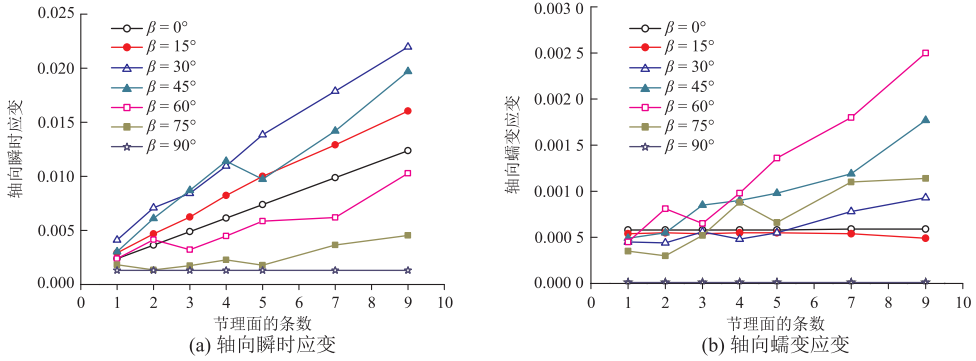 0.025
0.020
0.015
0.010
0.005
0.000
轴向瞬时应变
β = 0°
β = 15°
β = 30°
β = 45°
β = 60°
β = 75°
β = 90°
0 1 2 3 4 5 6 7 8 9 10
节理面的条数
(a) 轴向瞬时应变
0.003 0
0.002 5
0.002 0
0.001 5
0.001 0
0.000 5
0.000 0
轴向蠕变应变
β = 0°
β = 15°
β = 30°
β = 45°
β = 60°
β = 75°
β = 90°
0 1 2 3 4 5 6 7 8 9 10
节理面的条数
(b) 轴向蠕变应变